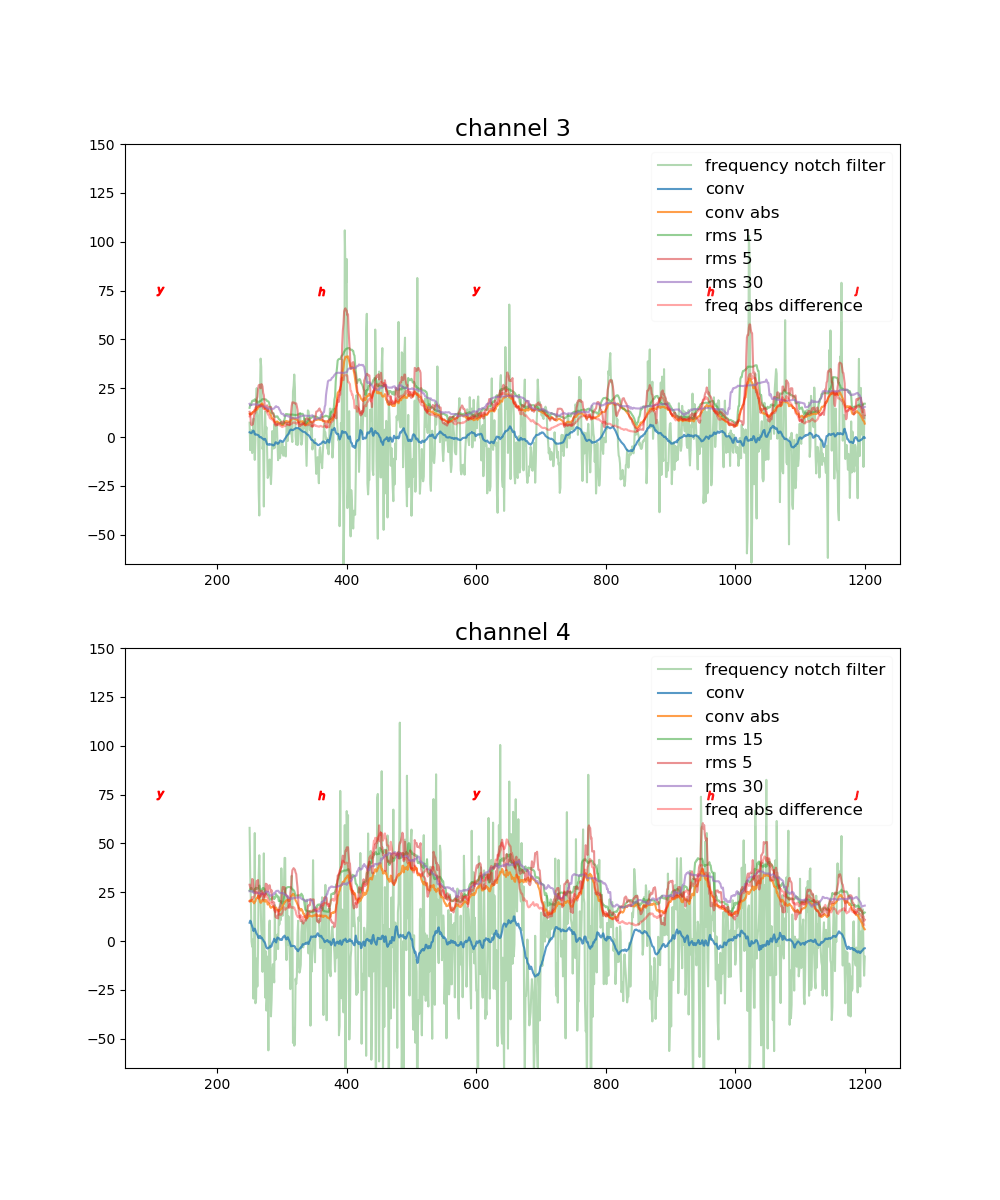 channel 3
150
125
100
75
50
25
0
−25
−50
frequency notch filter
conv
conv abs
rms 15
rms 5
rms 30
freq abs difference
y h y h l
200 400 600 800 1000 1200
channel 4
150
125
100
75
50
25
0
−25
−50
frequency notch filter
conv
conv abs
rms 15
rms 5
rms 30
freq abs difference
y h y h l
200 400 600 800 1000 1200